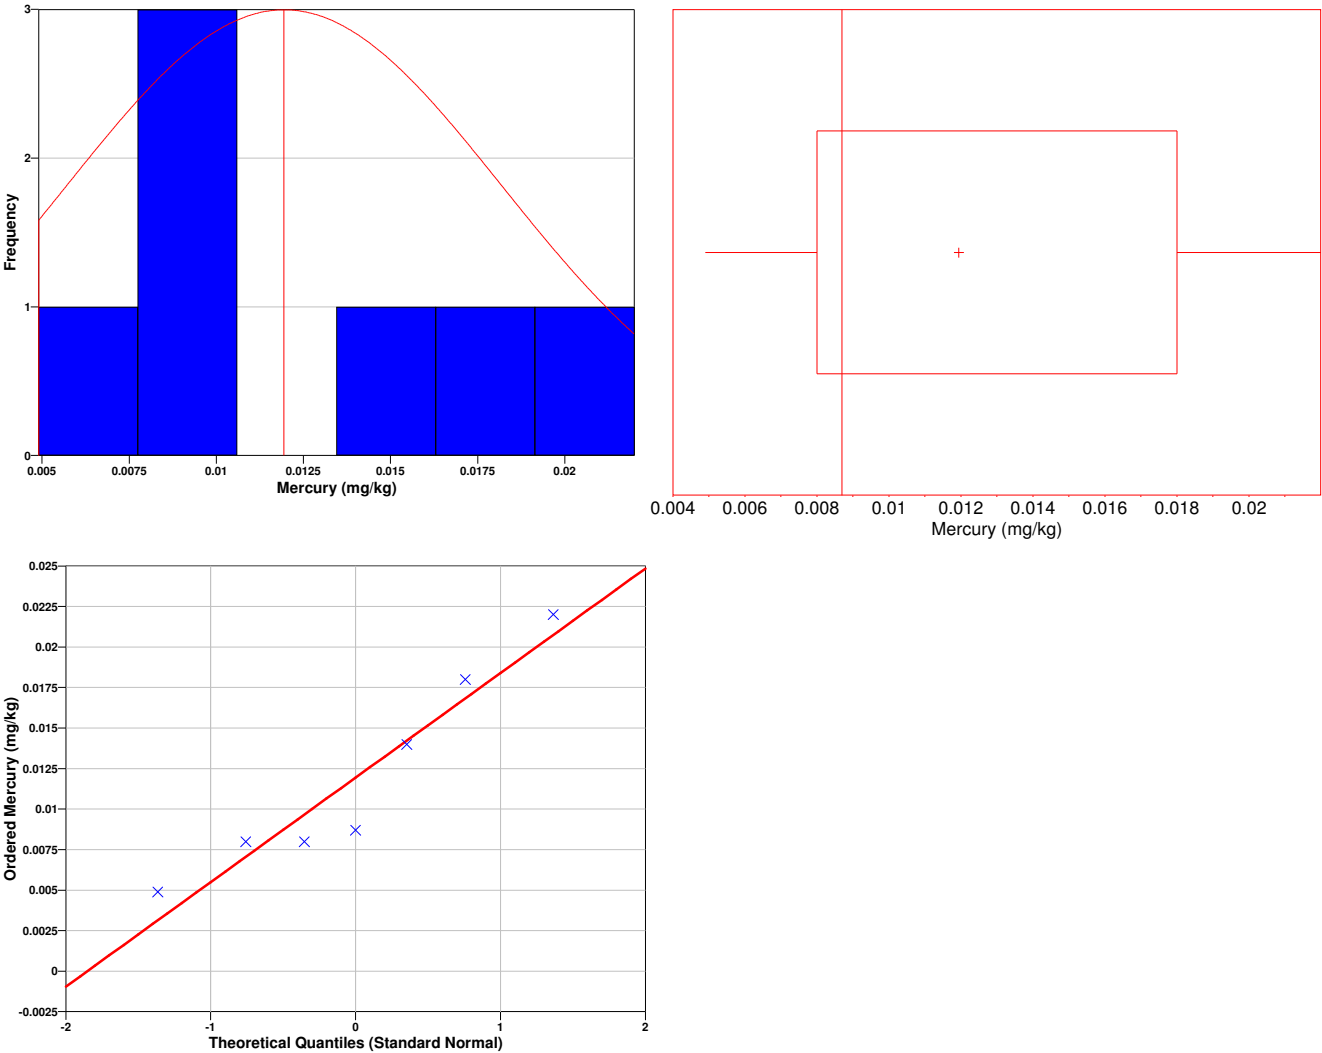 3
2
1
0
Frequency
0.005 0.0075 0.01 0.0125 0.015 0.0175 0.02
Mercury (mg/kg)
0.004 0.006 0.008 0.01 0.012 0.014 0.016 0.018 0.02
Mercury (mg/kg)
0.025
0.0225
0.02
0.0175
0.015
0.0125
0.01
0.0075
0.005
0.0025
0
-0.0025
Ordered Mercury (mg/kg)
-2 -1 0 1 2
Theoretical Quantiles (Standard Normal)